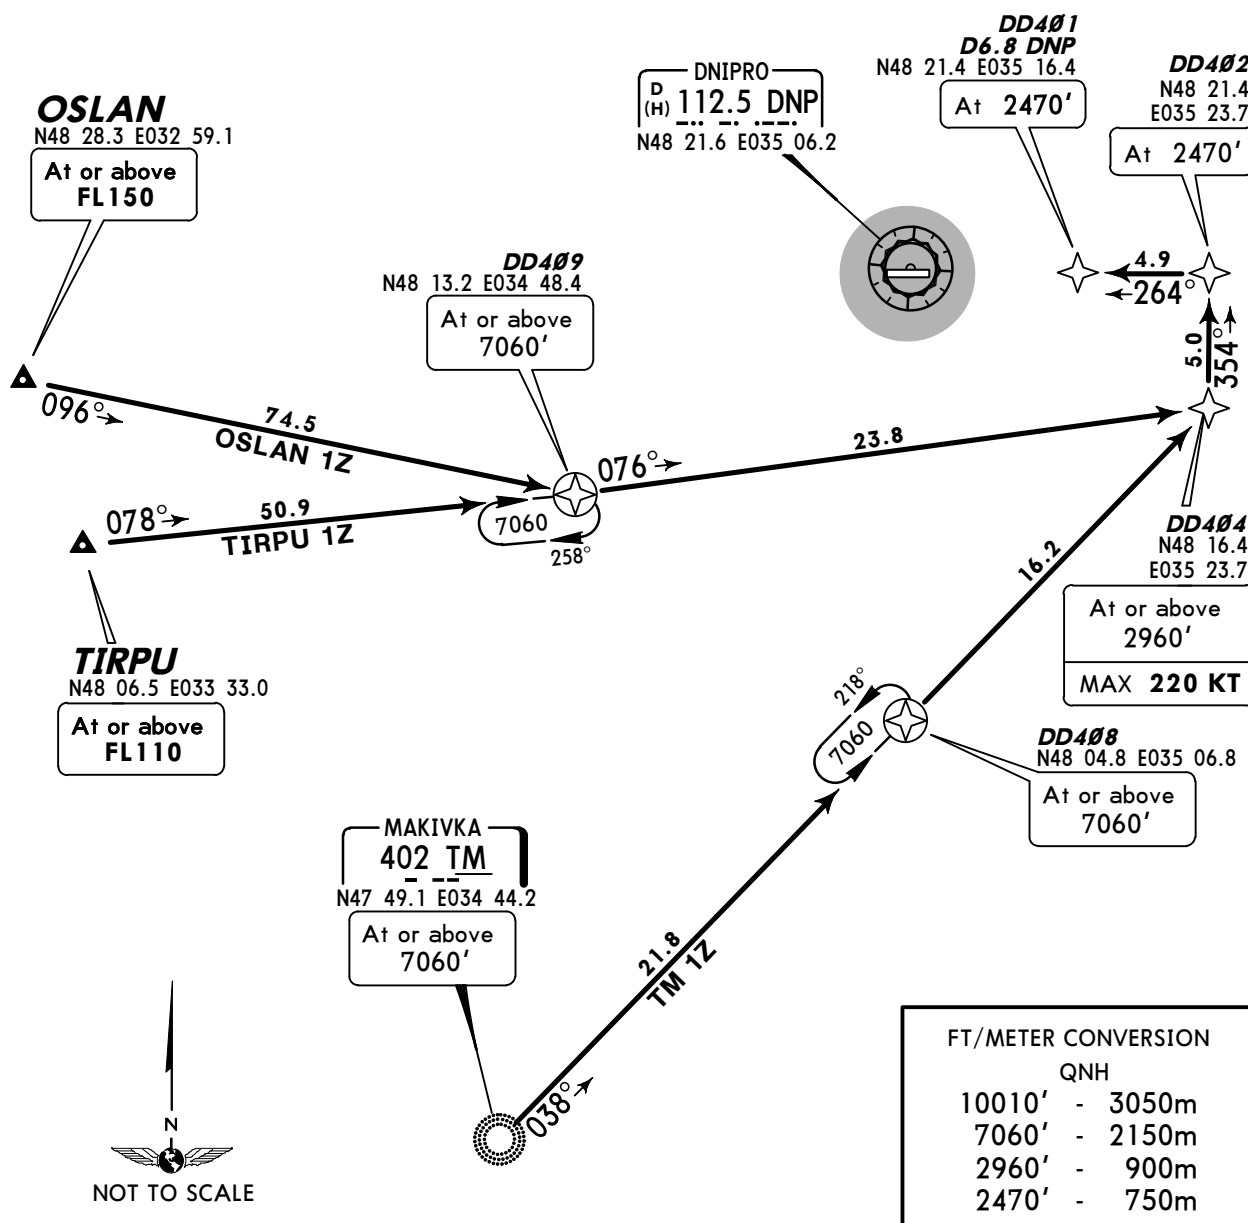 OSLAN
N48 28.3 E032 59.1
At or above
FL150
DNIPRO
D
(H)
112.5 DNP
N48 21.6 E035 06.2
DD4Ø1
D6.8 DNP
N48 21.4 E035 16.4
At 2470'
DD4Ø2
N48 21.4
E035 23.7
At 2470'
DD4Ø9
N48 13.2 E034 48.4
At or above
7060'
4.9
264°
5.0
354°
096°
74.5
OSLAN 1Z
078°
50.9
TIRPU 1Z
7060
258°
076°
23.8
TIRPU
N48 06.5 E033 33.0
At or above
FL110
DD4Ø4
N48 16.4
E035 23.7
At or above
2960'
MAX 220 KT
16.2
218°
7060
DD4Ø8
N48 04.8 E035 06.8
At or above
7060'
MAKIVKA
402 TM
N47 49.1 E034 44.2
At or above
7060'
21.8
TM 1Z
038°
N
NOT TO SCALE
FT/METER CONVERSION
QNH
10010' - 3050m
7060' - 2150m
2960' - 900m
2470' - 750m